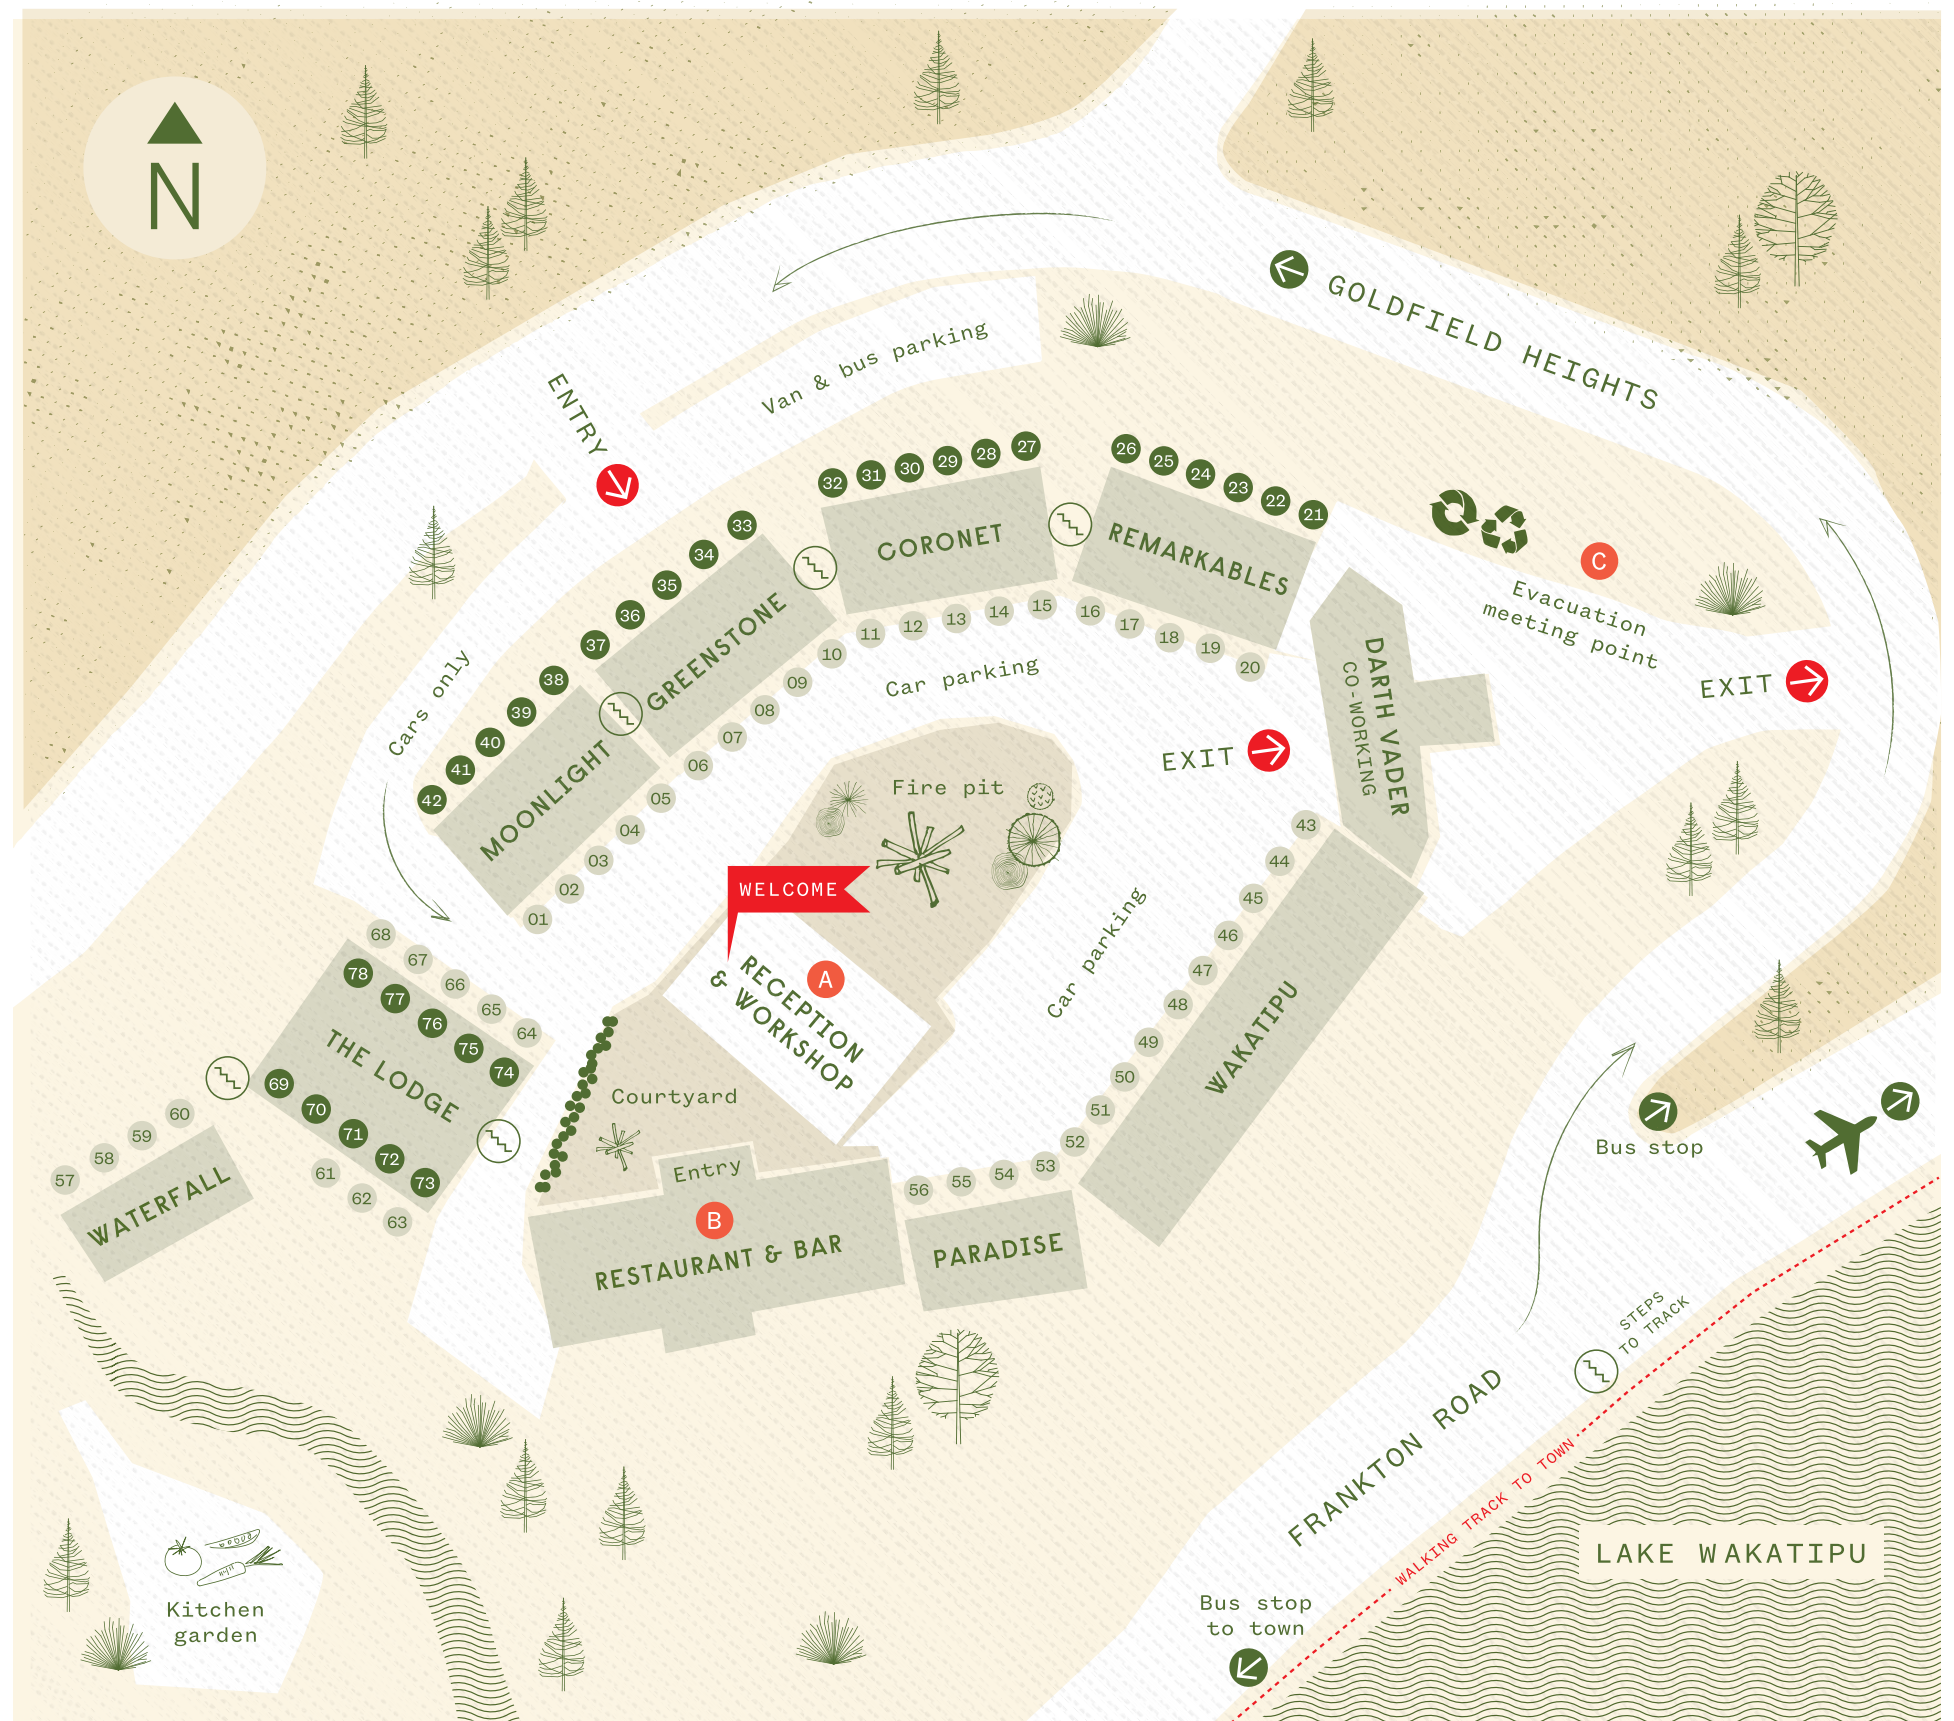 N
GOLDFIELD HEIGHTS
Van & bus parking
ENTRY
32
31
30
29
28
27
26
25
24
23
22
21
CORONET
REMARKABLES
33
34
35
36
37
38
39
40
41
42
GREENSTONE
MOONLIGHT
Cars only
C
Evacuation
meeting point
EXIT
01
02
03
04
05
06
07
08
09
10
11
12
13
14
15
16
17
18
19
20
Car parking
EXIT
DARTH VADER
CO-WORKING
Fire pit
WELCOME
A
RECEPTION
& WORKSHOP
Car parking
43
44
45
46
47
48
49
50
51
52
53
54
55
56
WAKATIPU
68
67
66
65
64
78
77
76
75
74
THE LODGE
69
70
71
72
73
61
62
63
60
59
58
57
WATERFALL
Courtyard
Entry
B
RESTAURANT & BAR
PARADISE
Bus stop
STEPS
TO TRACK
FRANKTON ROAD
WALKING TRACK TO TOWN
LAKE WAKATIPU
Bus stop
to town
Kitchen
garden